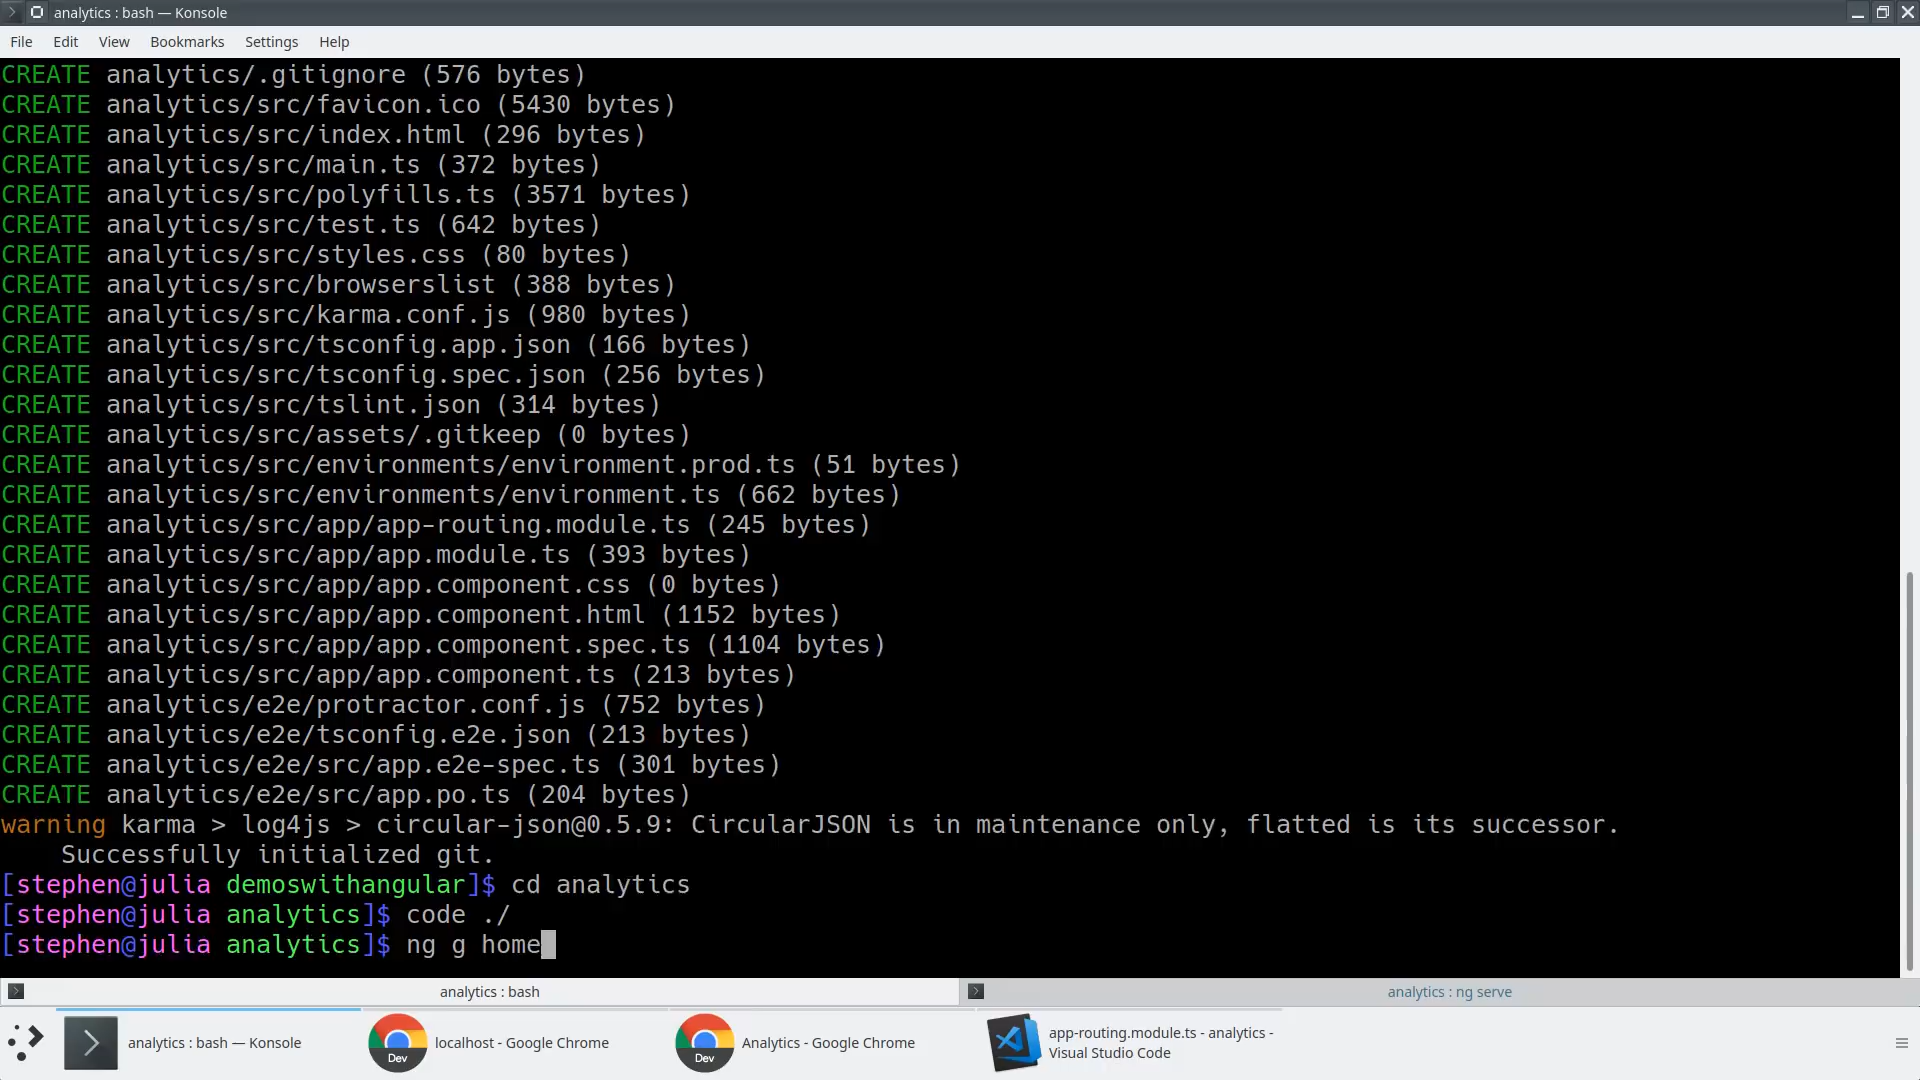 analytics : bash — Konsole
File Edit View Bookmarks Settings Help
CREATE analytics/.gitignore (576 bytes)
CREATE analytics/src/favicon.ico (5430 bytes)
CREATE analytics/src/index.html (296 bytes)
CREATE analytics/src/main.ts (372 bytes)
CREATE analytics/src/polyfills.ts (3571 bytes)
CREATE analytics/src/test.ts (642 bytes)
CREATE analytics/src/styles.css (80 bytes)
CREATE analytics/src/browserslist (388 bytes)
CREATE analytics/src/karma.conf.js (980 bytes)
CREATE analytics/src/tsconfig.app.json (166 bytes)
CREATE analytics/src/tsconfig.spec.json (256 bytes)
CREATE analytics/src/tslint.json (314 bytes)
CREATE analytics/src/assets/.gitkeep (0 bytes)
CREATE analytics/src/environments/environment.prod.ts (51 bytes)
CREATE analytics/src/environments/environment.ts (662 bytes)
CREATE analytics/src/app/app-routing.module.ts (245 bytes)
CREATE analytics/src/app/app.module.ts (393 bytes)
CREATE analytics/src/app/app.component.css (0 bytes)
CREATE analytics/src/app/app.component.html (1152 bytes)
CREATE analytics/src/app/app.component.spec.ts (1104 bytes)
CREATE analytics/src/app/app.component.ts (213 bytes)
CREATE analytics/e2e/protractor.conf.js (752 bytes)
CREATE analytics/e2e/tsconfig.e2e.json (213 bytes)
CREATE analytics/e2e/src/app.e2e-spec.ts (301 bytes)
CREATE analytics/e2e/src/app.po.ts (204 bytes)
warning karma > log4js > circular-json@0.5.9: CircularJSON is in maintenance only, flatted is its successor.
Successfully initialized git.
[stephen@julia demoswithangular]$ cd analytics
[stephen@julia analytics]$ code ./
[stephen@julia analytics]$ ng g home
analytics : bash
analytics : ng serve
analytics : bash — Konsole
Dev
localhost - Google Chrome
Dev
Analytics - Google Chrome
app-routing.module.ts - analytics -
Visual Studio Code